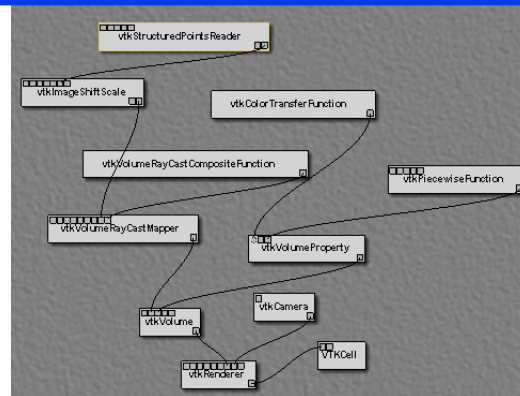 vtkStructuredPointsReader
vtkImageShiftScale
vtkColorTransferFunction
vtkVolumeRayCastCompositeFunction
vtkPiecewiseFunction
vtkVolumeRayCastMapper
vtkVolumeProperty
vtkCamera
vtkVolume
VTKCell
vtkRenderer